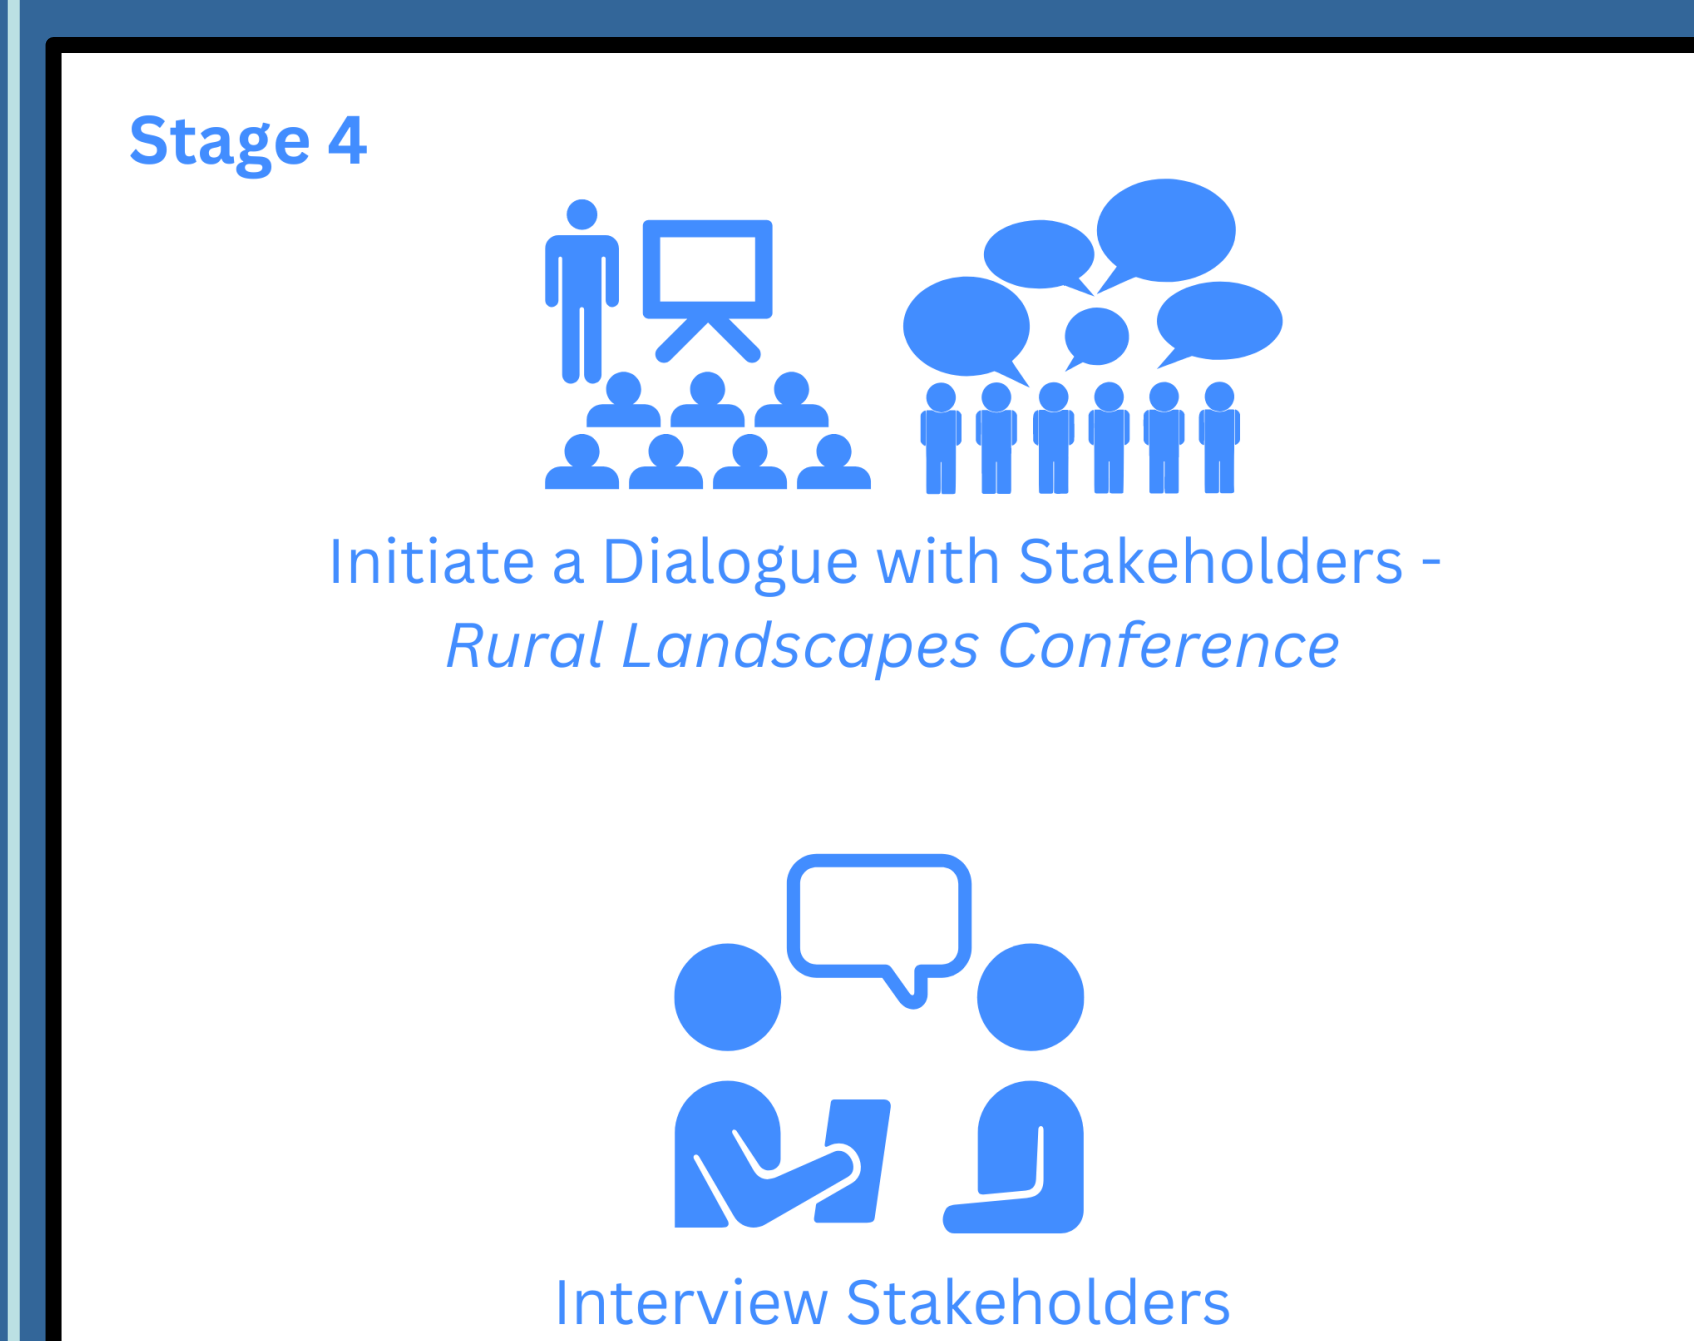 Stage 4
Initiate a Dialogue with Stakeholders -
Rural Landscapes Conference
Interview Stakeholders